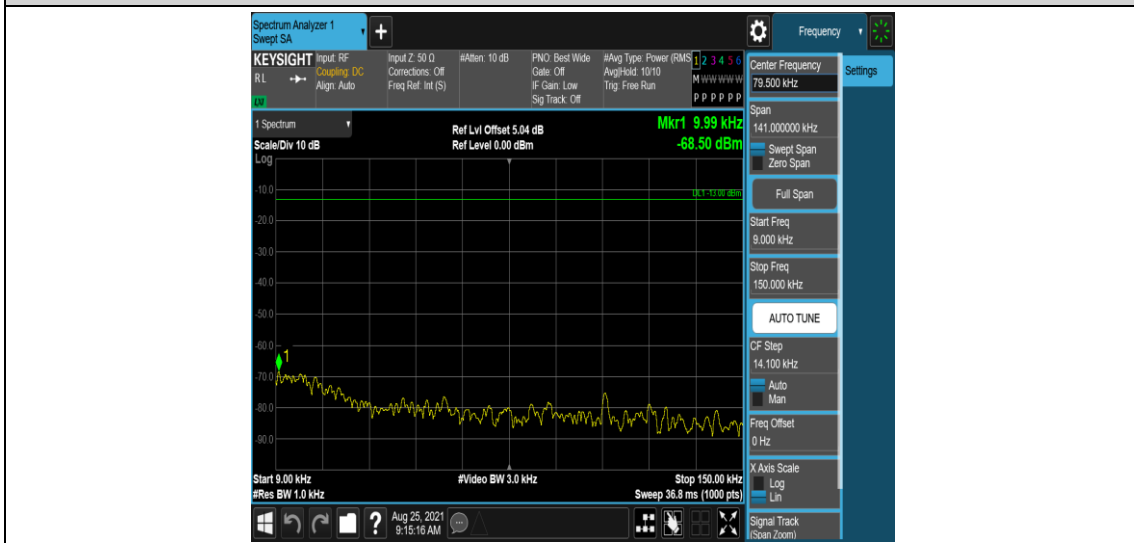 Spectrum Analyzer 1
Swept SA
+
Frequency
KEYSIGHT
RL
LXI
Input: RF
Coupling: DC
Align: Auto
Input Z: 50 Ω
Corrections: Off
Freq Ref: Int (S)
#Atten: 10 dB
PNO: Best Wide
Gate: Off
IF Gain: Low
Sig Track: Off
#Avg Type: Power (RMS
Avg|Hold: 10/10
Trig: Free Run
1 2 3 4 5 6
M W W W W W
P P P P P P
Center Frequency
79.500 kHz
Settings
Span
141.000000 kHz
Swept Span
Zero Span
Full Span
Start Freq
9.000 kHz
Stop Freq
150.000 kHz
AUTO TUNE
CF Step
14.100 kHz
Auto
Man
Freq Offset
0 Hz
X Axis Scale
Log
Lin
Signal Track
(Span Zoom)
1 Spectrum
Scale/Div 10 dB
Log
Ref Lvl Offset 5.04 dB
Ref Level 0.00 dBm
Mkr1 9.99 kHz
-68.50 dBm
DL1 -13.00 dBm
-10.0
-20.0
-30.0
-40.0
-50.0
-60.0
1
-70.0
-80.0
-90.0
Start 9.00 kHz
#Res BW 1.0 kHz
#Video BW 3.0 kHz
Stop 150.00 kHz
Sweep 36.8 ms (1000 pts)
?
Aug 25, 2021
9:15:16 AM